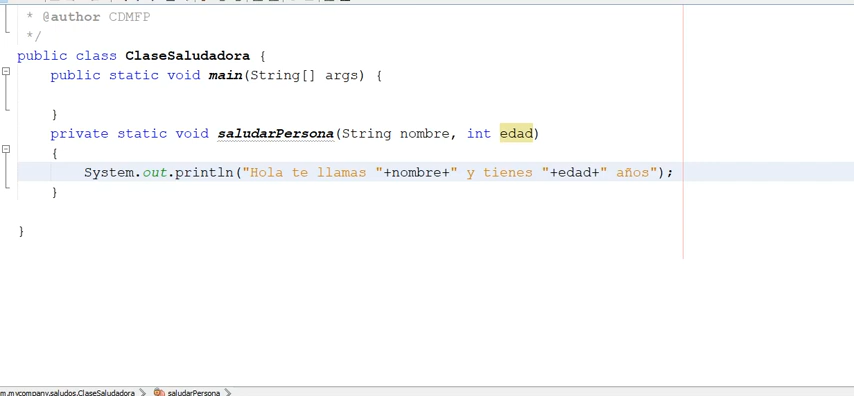 * @author CDMFP
*/
public class ClaseSaludadora {
public static void main(String[] args) {
}
private static void saludarPersona(String nombre, int edad)
{
System.out.println("Hola te llamas "+nombre+" y tienes "+edad+" años");
}
}
m.mycompany.saludos.ClaseSaludadora saludarPersona